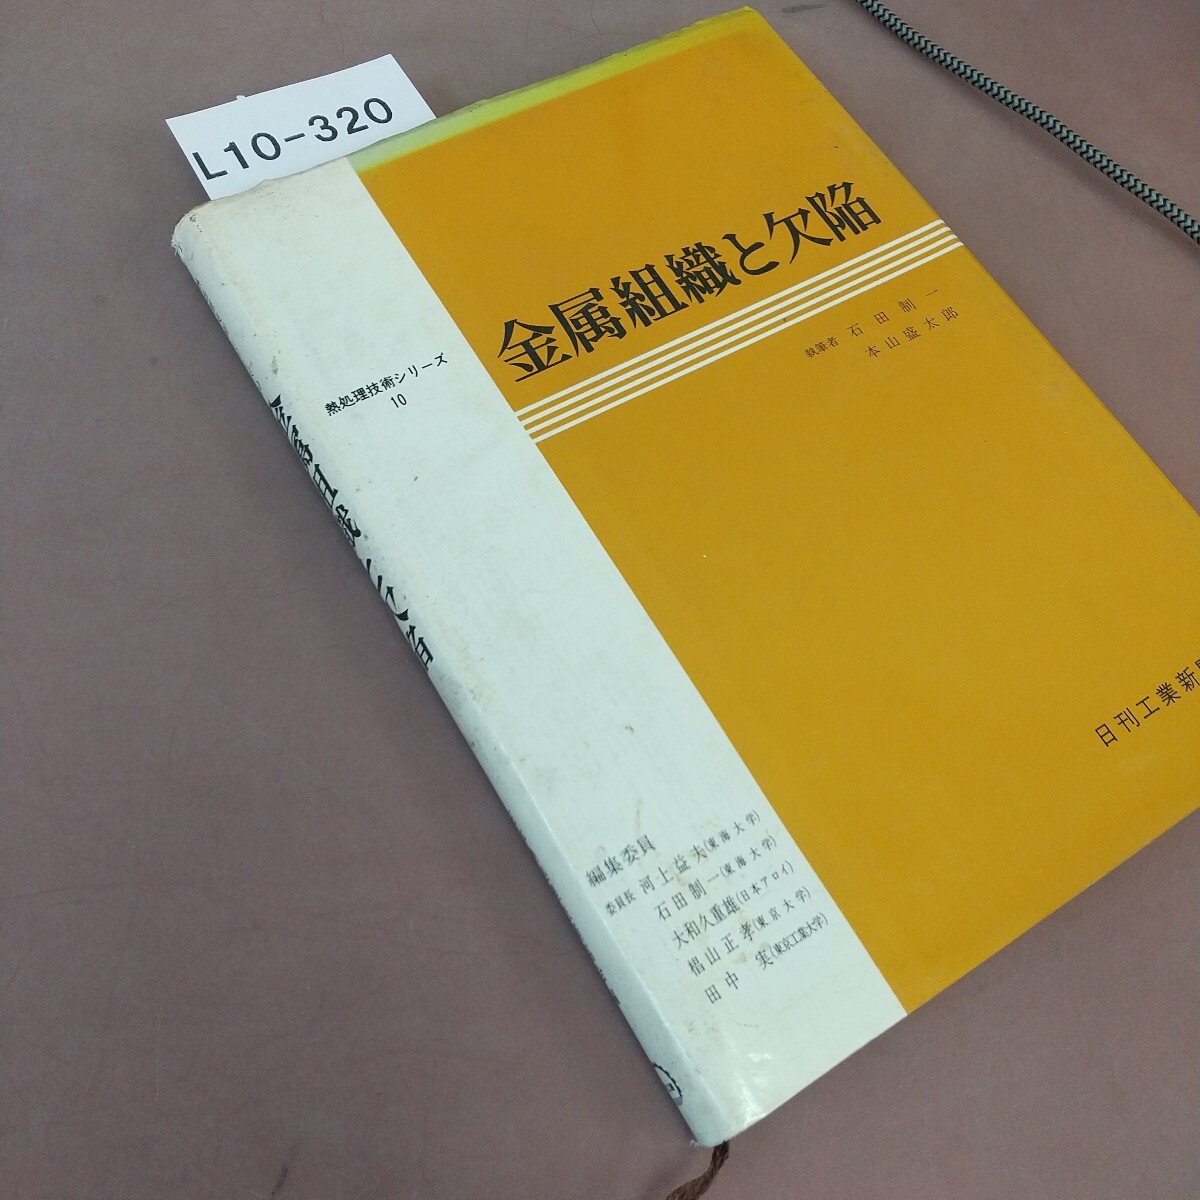 L10-320
金属組織と欠陥
執筆者 石田制一
本山盛太郎
熱処理技術シリーズ
10
日刊工業新
編集委員
委員長 河上益夫(東海大学)
石田制一(東海大学)
大和久重雄(日本アロイ)
椙山正孝(東京大学)
田中 実(東京工業大学)